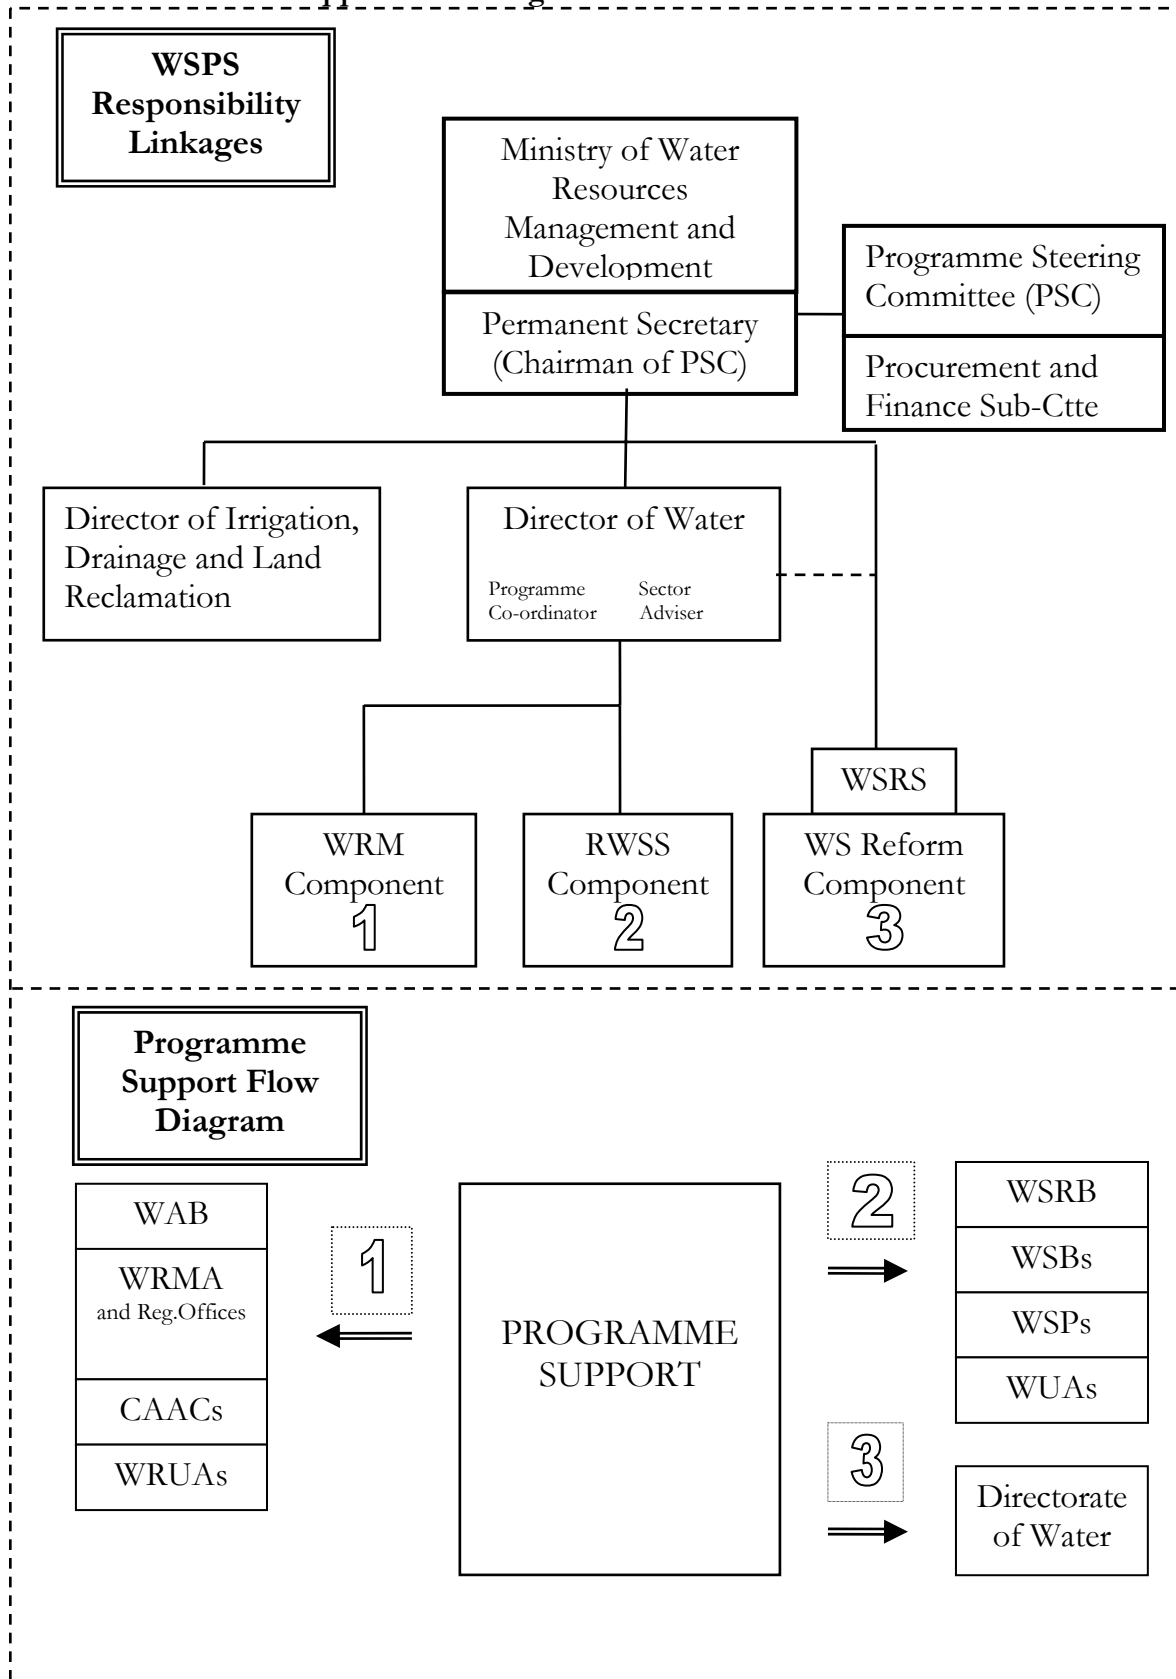 WSPS
Responsibility
Linkages
Ministry of Water
Resources
Management and
Development
Permanent Secretary
(Chairman of PSC)
Programme Steering
Committee (PSC)
Procurement and
Finance Sub-Ctte
Director of Irrigation,
Drainage and Land
Reclamation
Director of Water
Programme
Co-ordinator
Sector
Adviser
WSRS
WRM
Component
1
RWSS
Component
2
WS Reform
Component
3
Programme
Support Flow
Diagram
WAB
WRMA
and Reg.Offices
CAACs
WRUAs
1
PROGRAMME
SUPPORT
2
WSRB
WSBs
WSPs
WUAs
3
Directorate
of Water